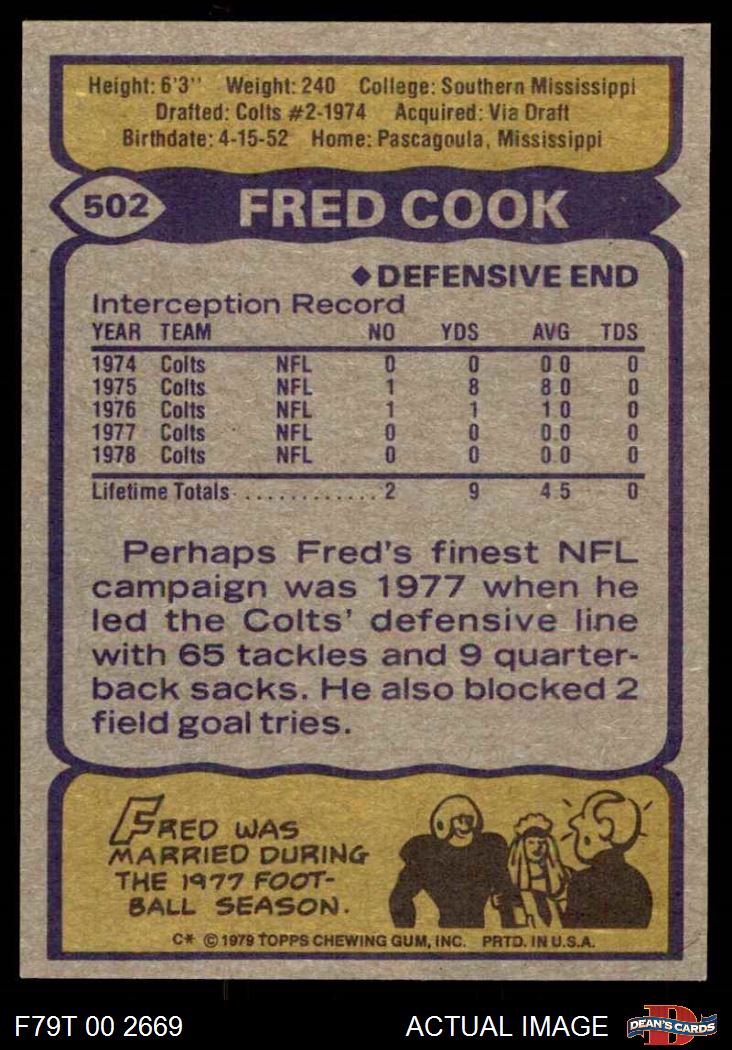 Height: 6'3" Weight: 240 College: Southern Mississippi
Drafted: Colts #2-1974 Acquired: Via Draft
Birthdate: 4-15-52 Home: Pascagoula, Mississippi
502 FRED COOK
◆DEFENSIVE END
Interception Record
YEAR TEAM NO YDS AVG TDS
1974 Colts NFL 0 0 0.0 0
1975 Colts NFL 1 8 8.0 0
1976 Colts NFL 1 1 1.0 0
1977 Colts NFL 0 0 0.0 0
1978 Colts NFL 0 0 0.0 0
Lifetime Totals ............ 2 9 4.5 0
Perhaps Fred's finest NFL
campaign was 1977 when he
led the Colts' defensive line
with 65 tackles and 9 quarter-
back sacks. He also blocked 2
field goal tries.
FRED WAS
MARRIED DURING
THE 1977 FOOT-
BALL SEASON.
C* © 1979 TOPPS CHEWING GUM, INC. PRTD. IN U.S.A.
F79T 00 2669 ACTUAL IMAGE D DEAN'S CARDS